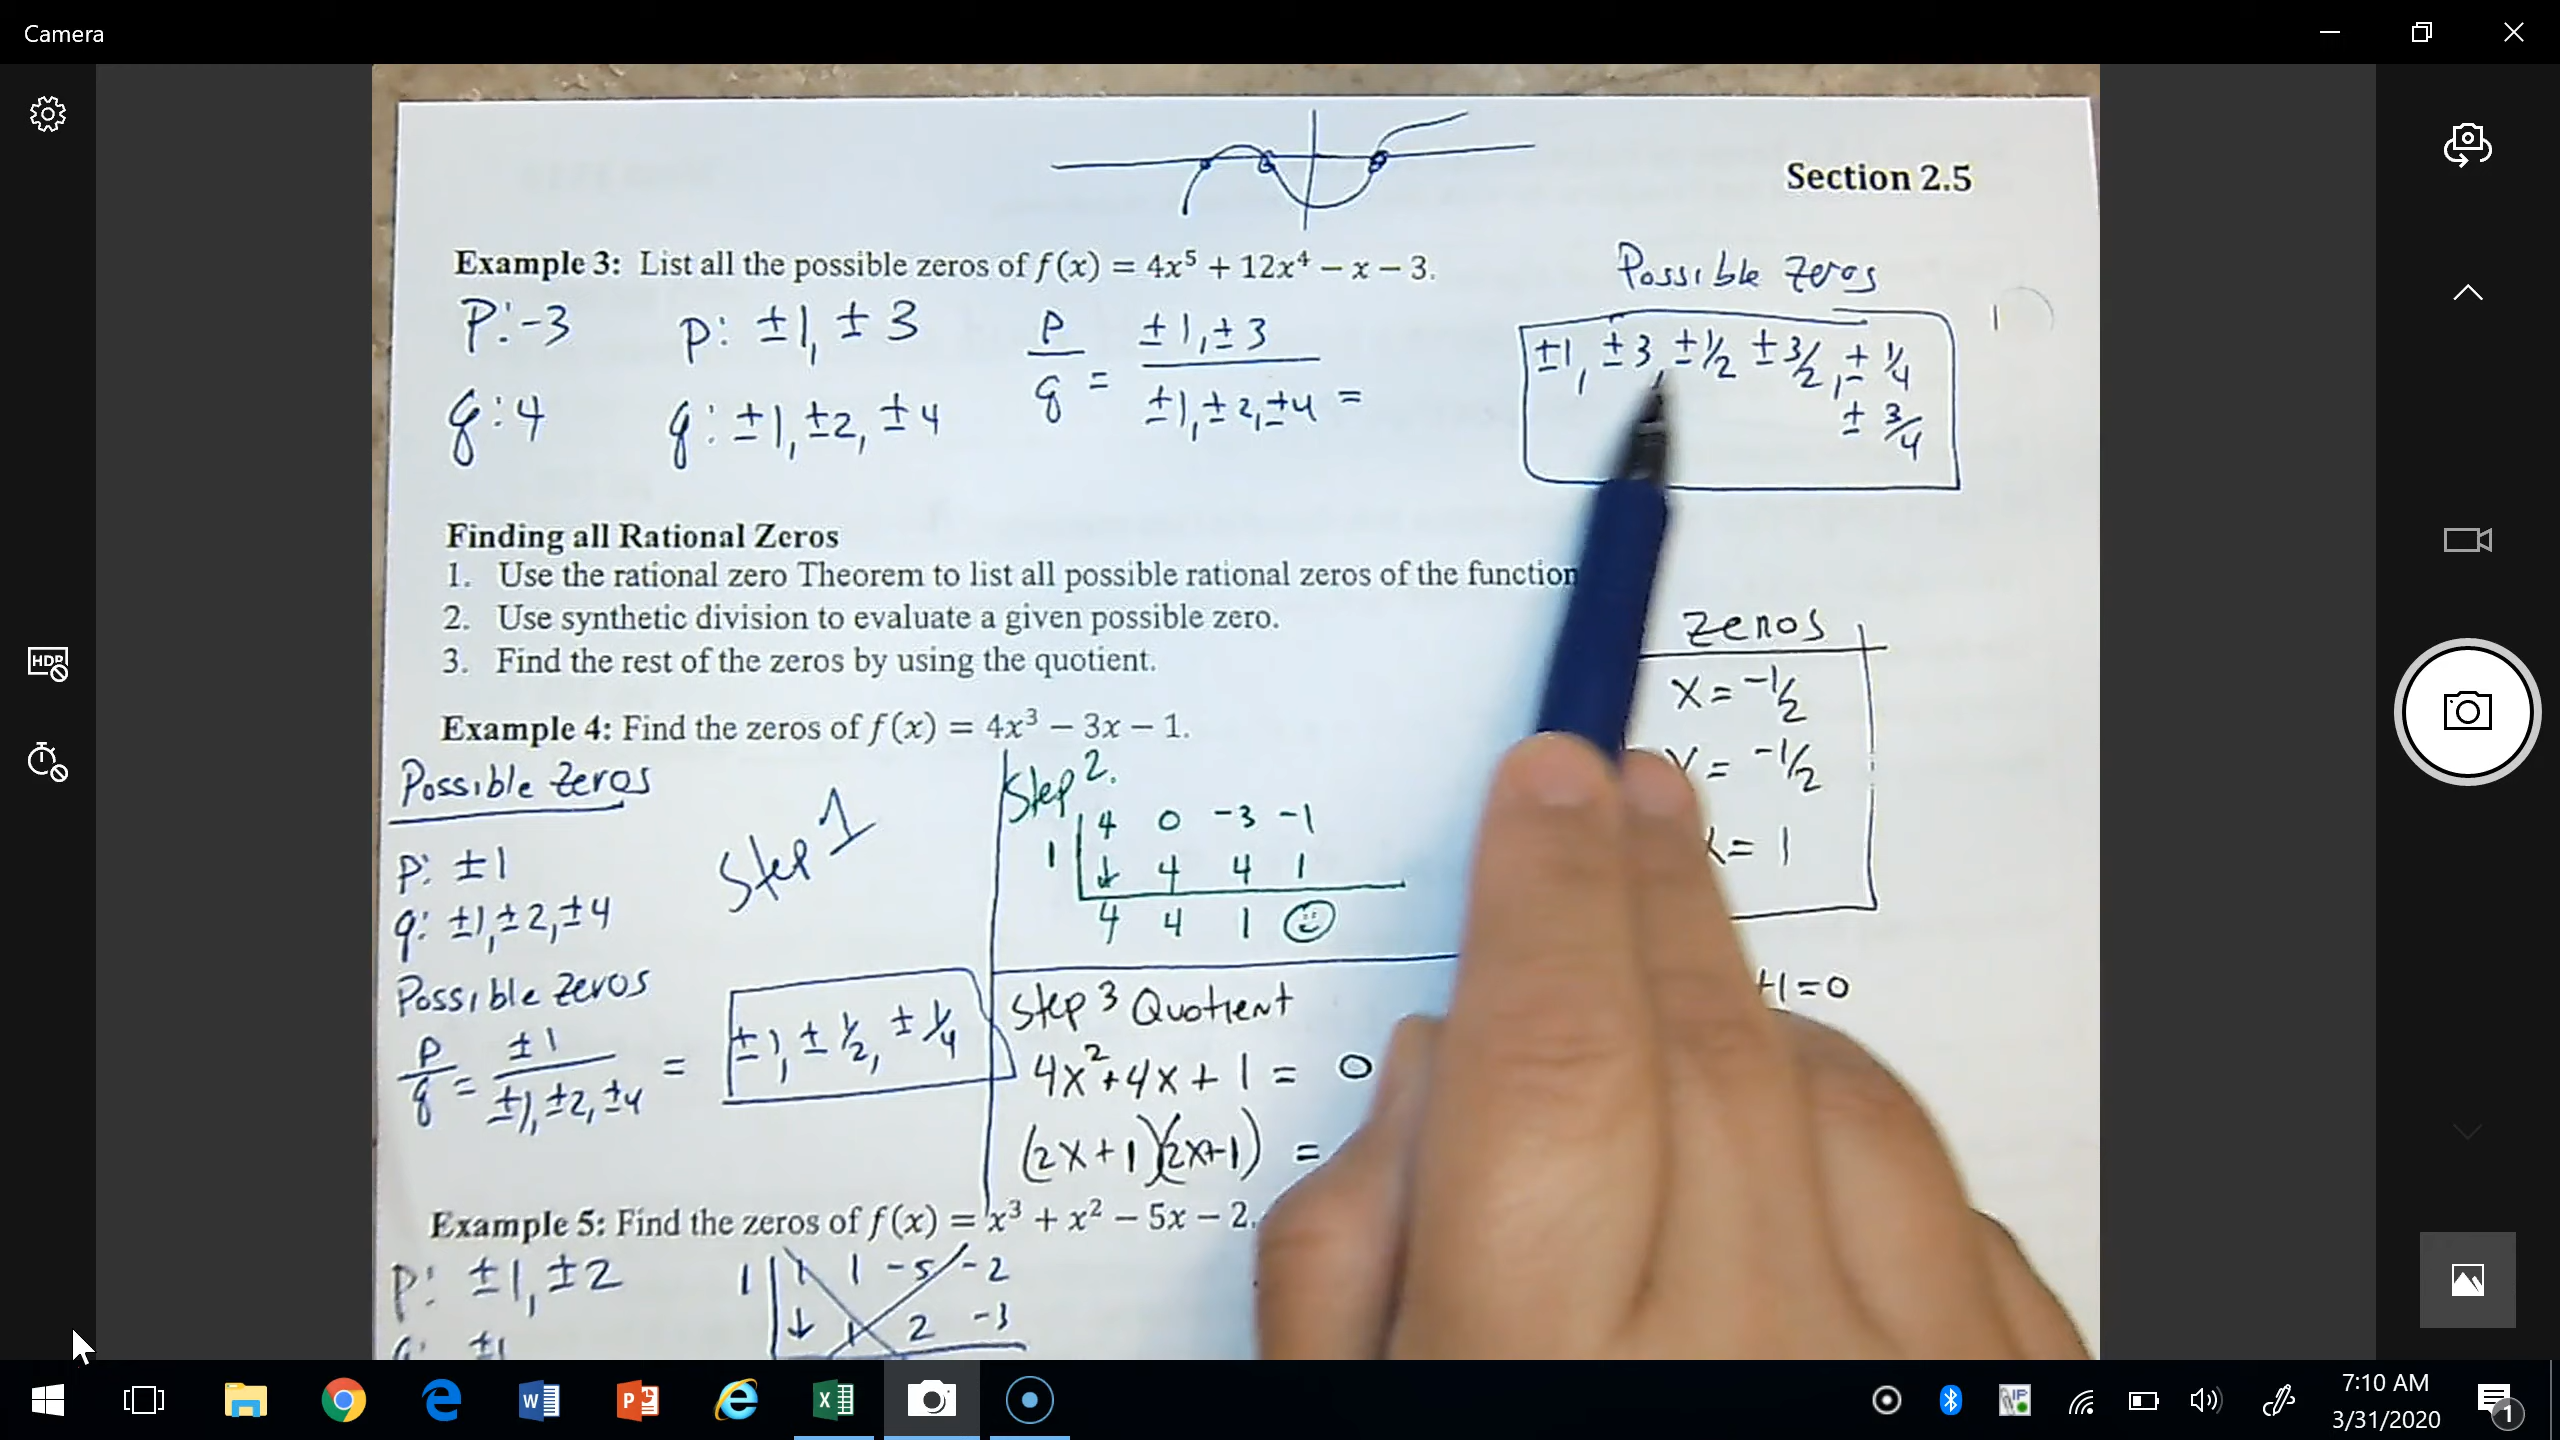 Camera
Section 2.5
Example 3: List all the possible zeros of f(x) = 4x⁵ + 12x⁴ − x − 3.
Possible zeros
P: -3
p: ±1, ±3
p/q = ±1, ±3 / ±1, ±2, ±4 =
±1, ±3, ±1/2 ±3/2, ±1/4
±3/4
q: 4
q: ±1, ±2, ±4
Finding all Rational Zeros
1. Use the rational zero Theorem to list all possible rational zeros of the function
2. Use synthetic division to evaluate a given possible zero.
3. Find the rest of the zeros by using the quotient.
zeros
x = -1/2
x = -1/2
x = 1
Example 4: Find the zeros of f(x) = 4x³ − 3x − 1.
Possible zeros
p: ±1
q: ±1, ±2, ±4
Step 1
Possible zeros
p/q = ±1 / ±1, ±2, ±4 = ±1, ±1/2, ±1/4
Step 2.
4 0 -3 -1
1 ↓ 4 4 1
4 4 1
Step 3 Quotient
4x²+4x+1 = 0
(2x+1)(2x+1) =
+1=0
Example 5: Find the zeros of f(x) = x³ + x² − 5x − 2.
p: ±1, ±2
1 1 1 -5 -2
↓ 1 2 -3
q: ±1
7:10 AM
3/31/2020
1